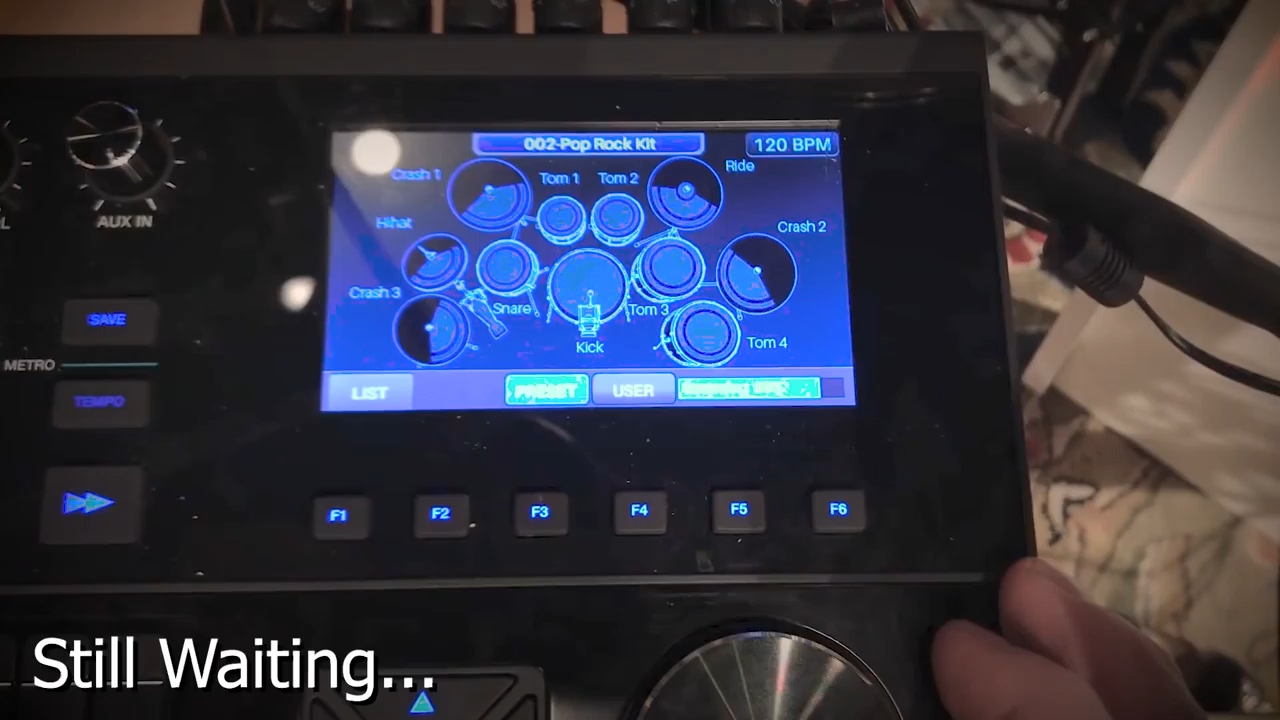 002-Pop Rock Kit
120 BPM
Crash 1
Tom 1
Tom 2
Ride
Hihat
Crash 2
Crash 3
Snare
Tom 3
Kick
Tom 4
LIST
PRESET
USER
AUX IN
SAVE
METRO
TEMPO
F1
F2
F3
F4
F5
F6
Still Waiting...